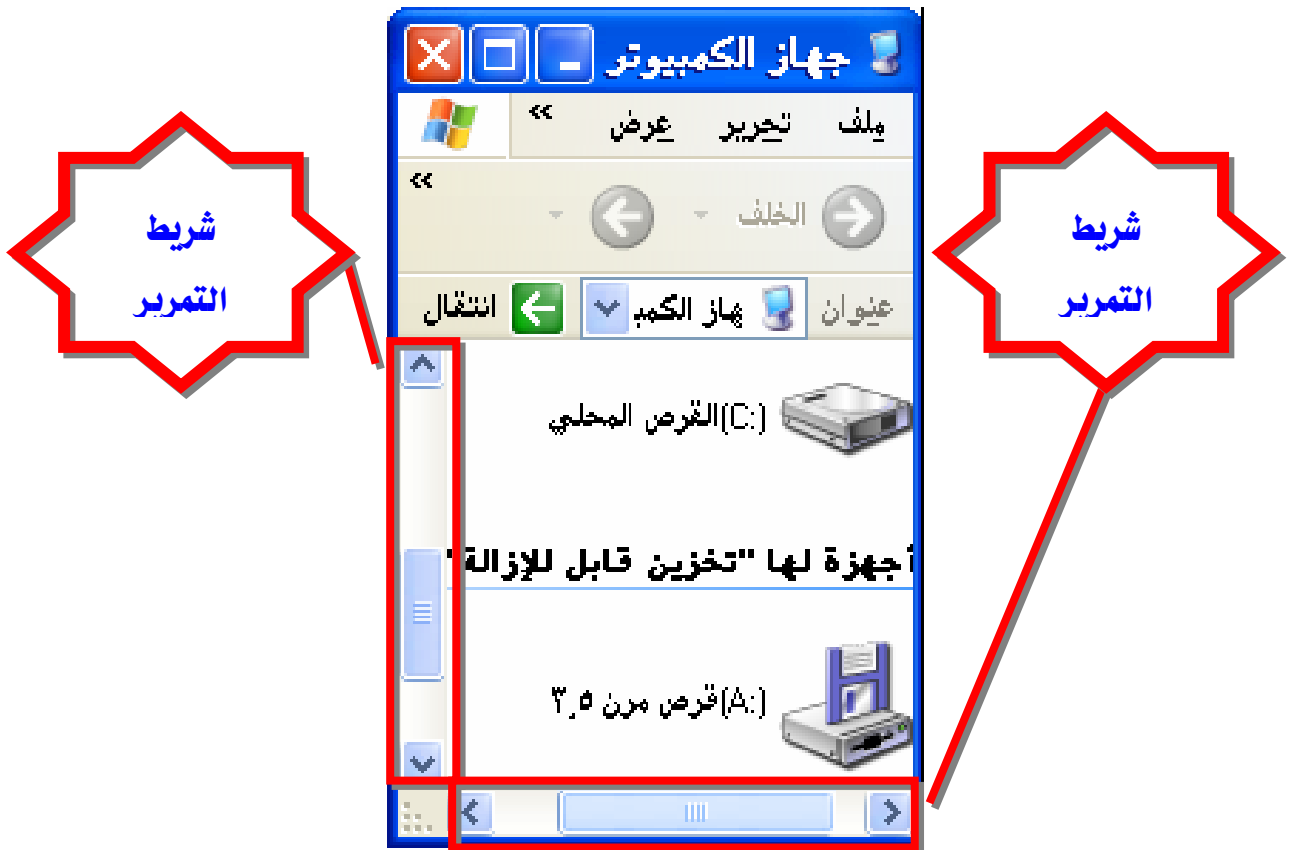 جهاز الكمبيوتر
ملف تحرير عرض »
الخلف »
عنوان هاز الكمب انتقال
شريط
التمرير
شريط
التمرير
القرص المحلي(C:)
أجهزة لها "تخزين قابل للإزالة"
قرص مرن ٣٫٥(A:)